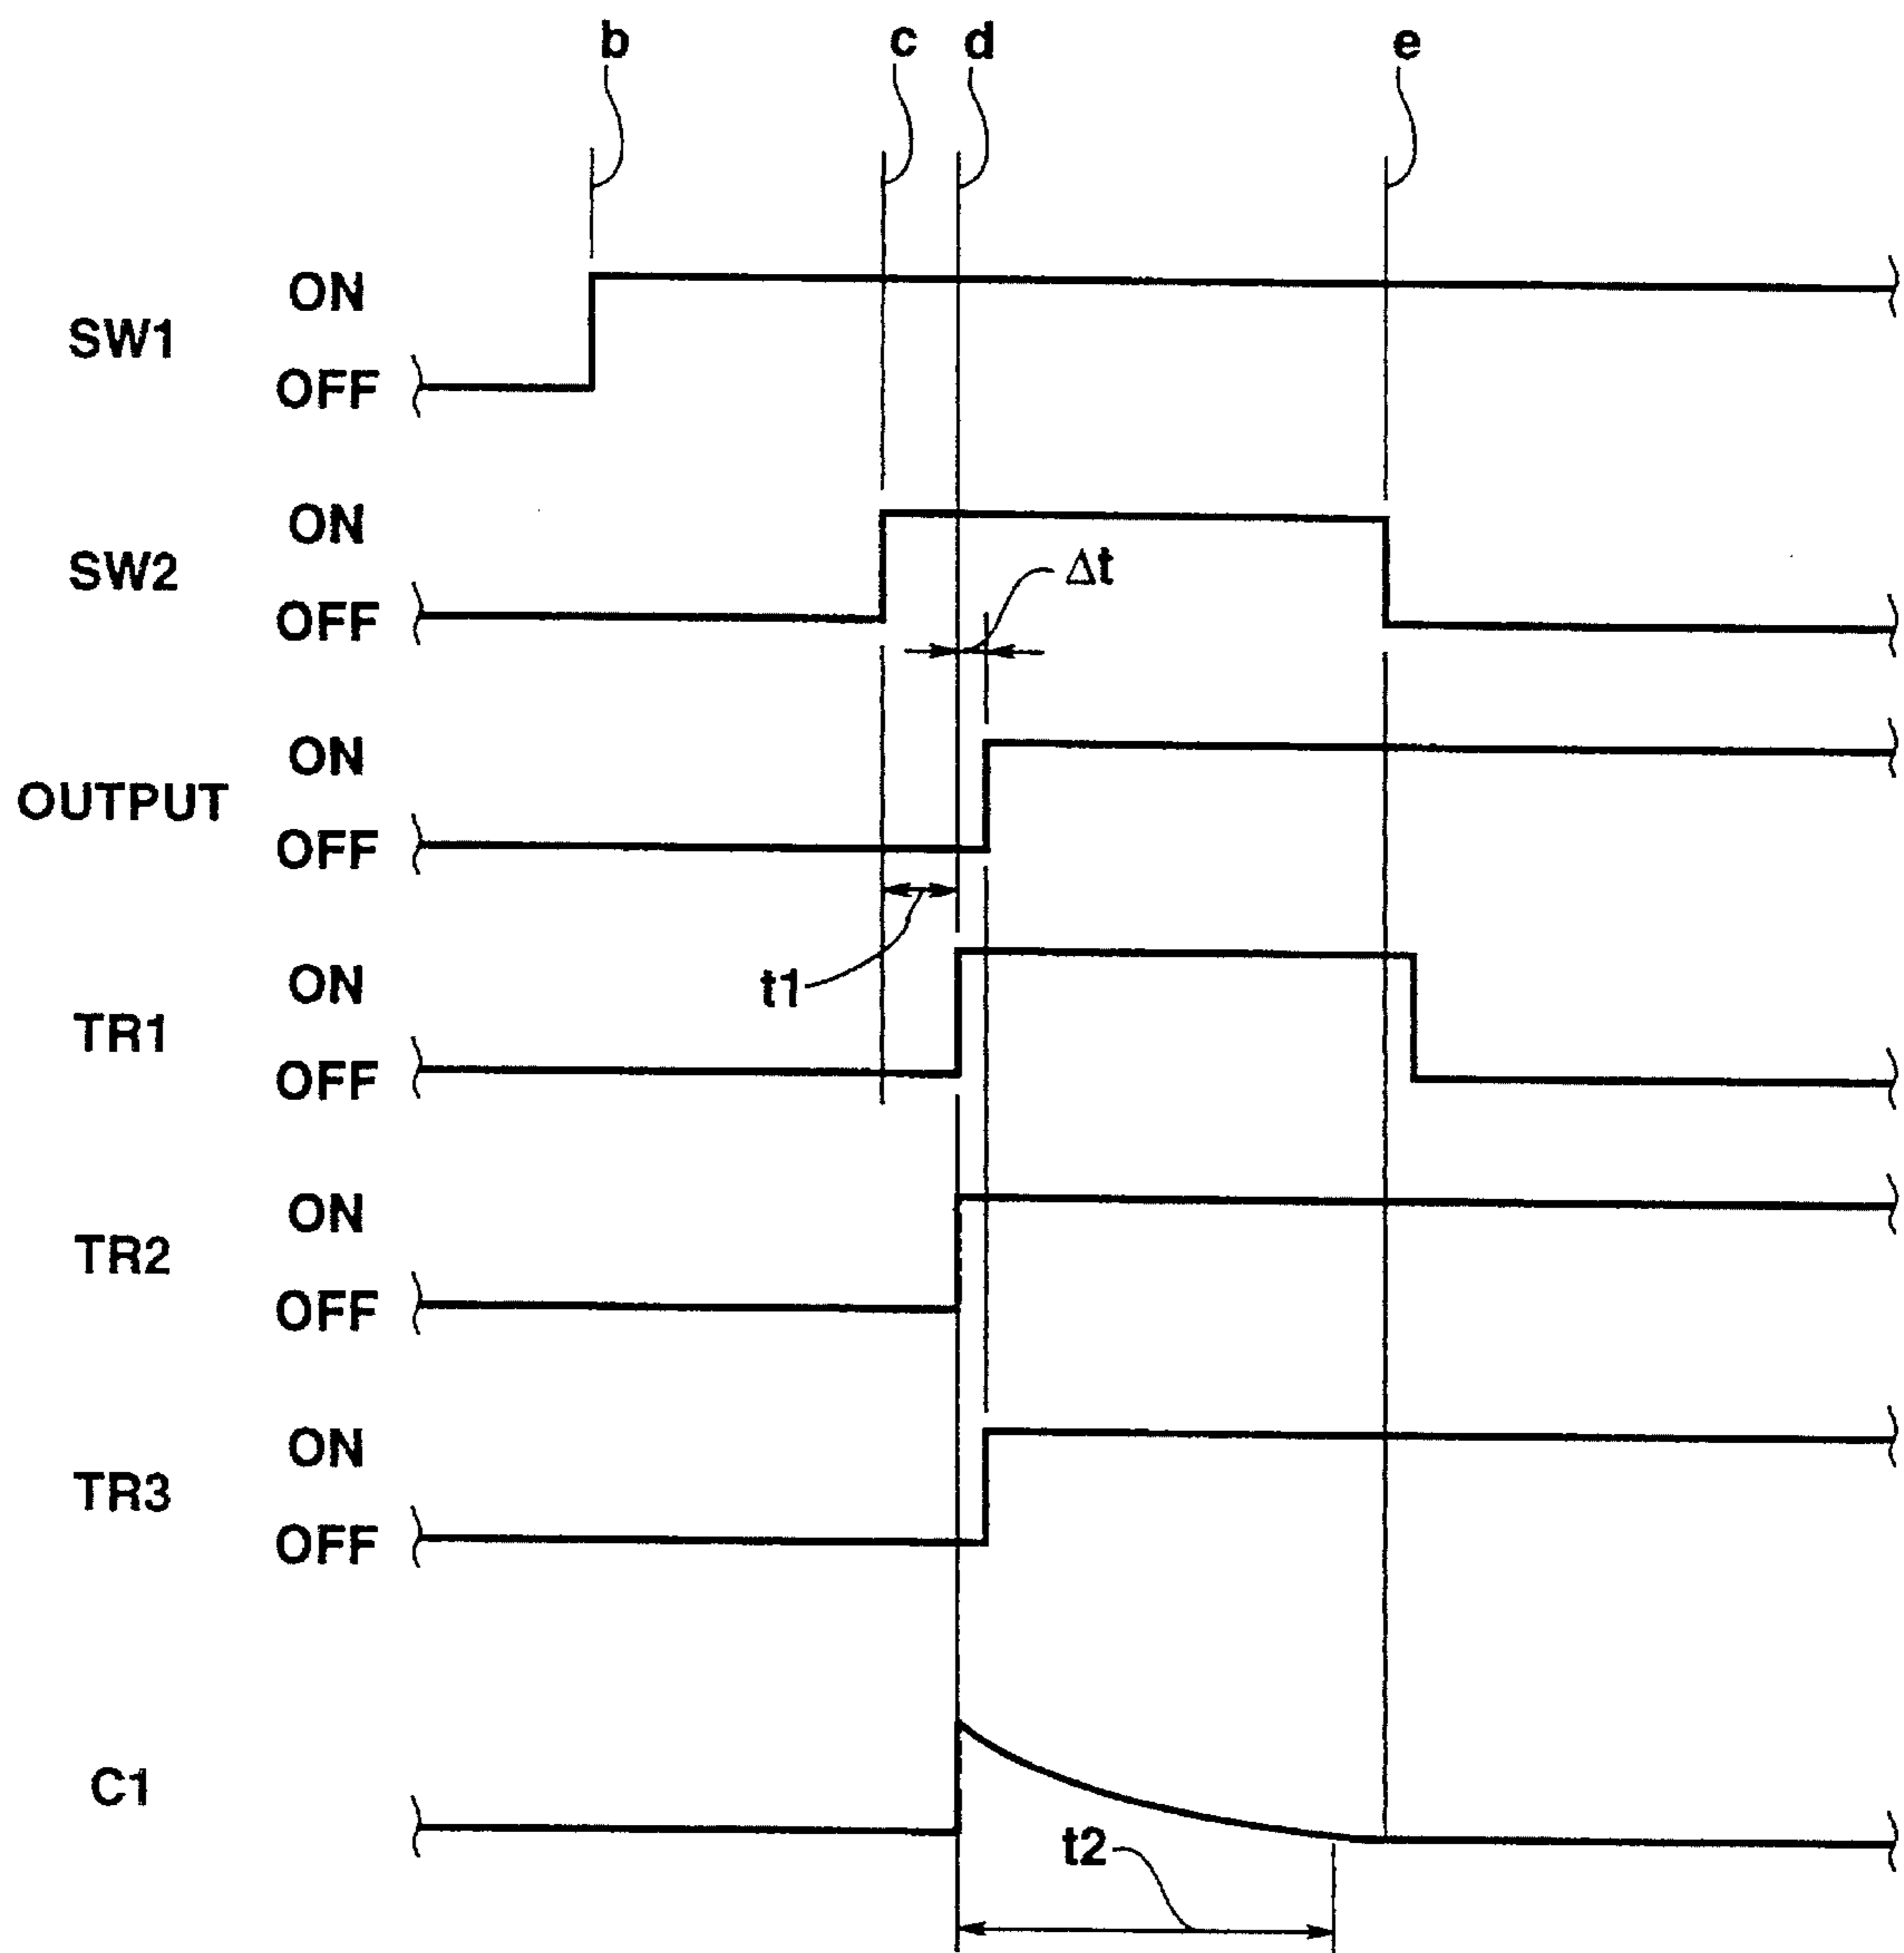 b c d e
ON
SW1
OFF
ON
SW2
Δt
OFF
ON
OUTPUT
OFF
ON
t1
TR1
OFF
ON
TR2
OFF
ON
TR3
OFF
C1
t2